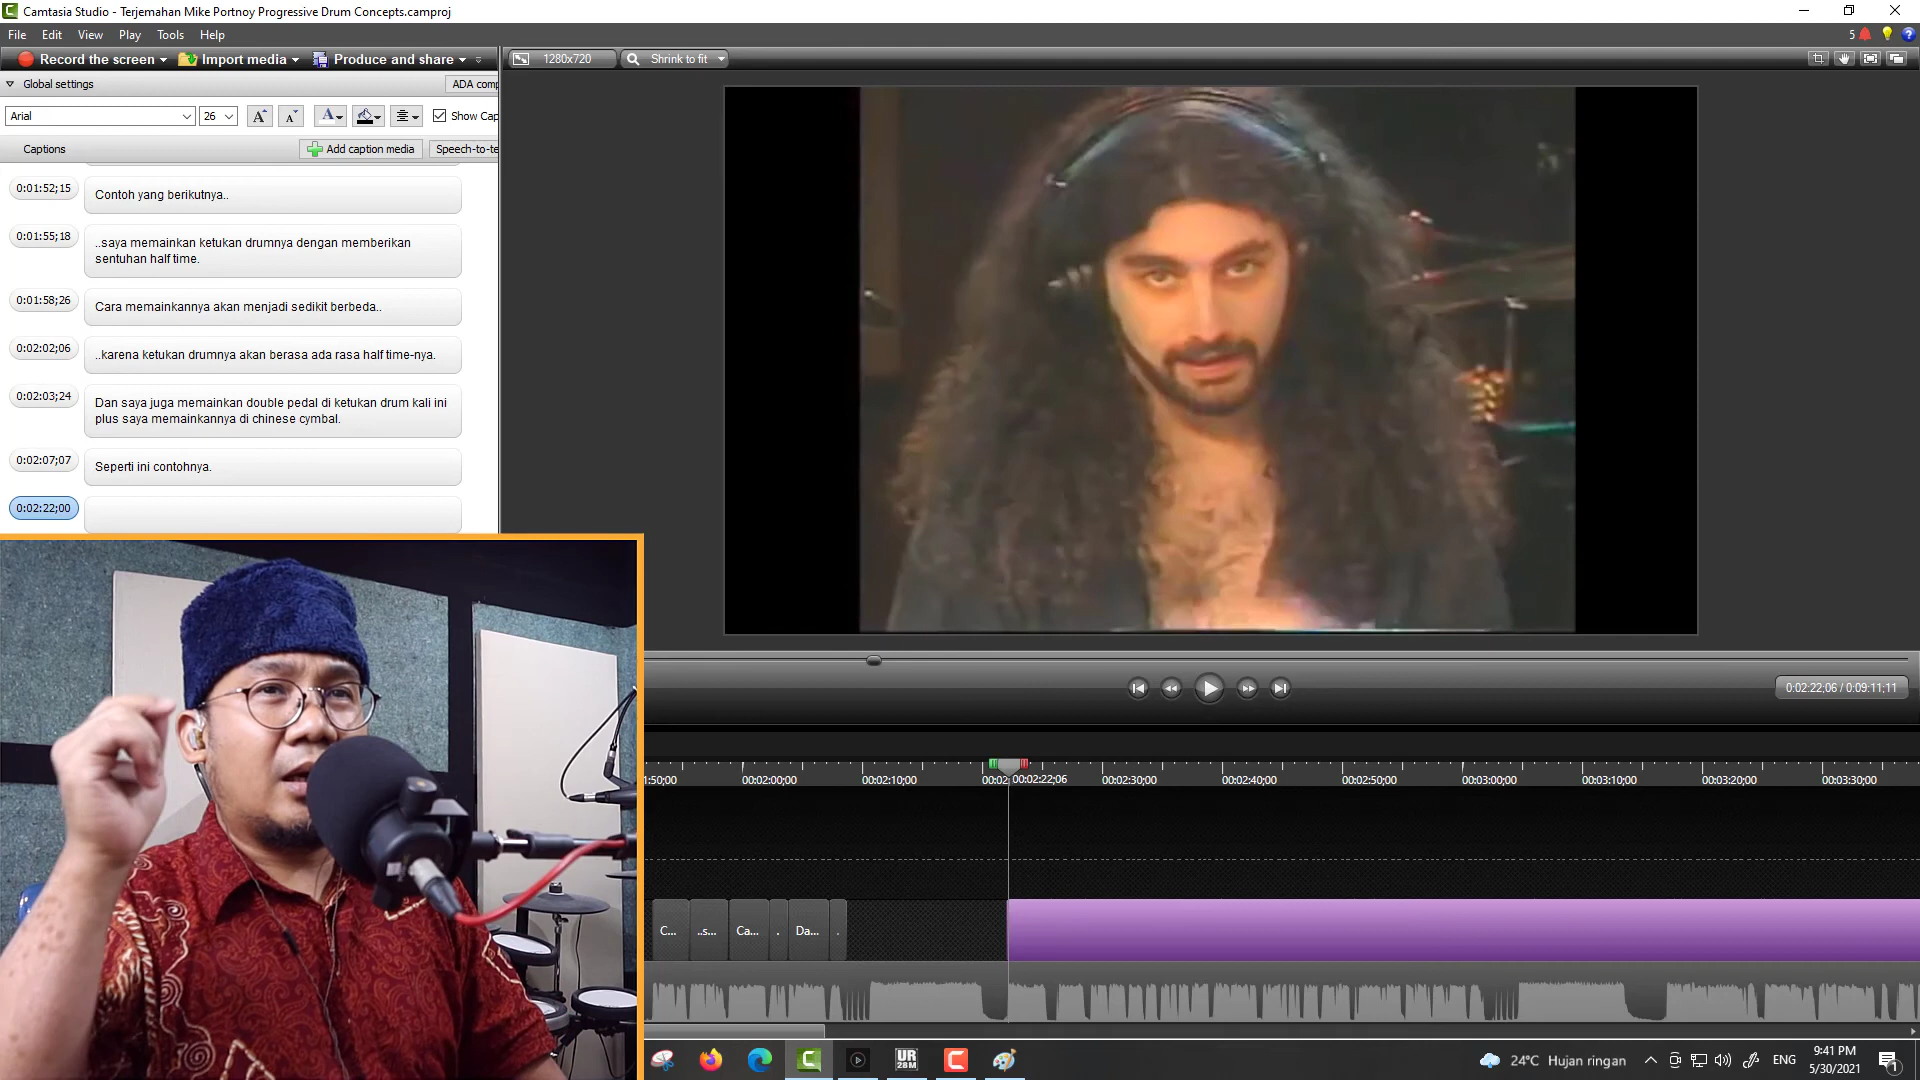 Camtasia Studio - Terjemahan Mike Portnoy Progressive Drum Concepts.camproj
File Edit View Play Tools Help
5
Record the screen Import media Produce and share
1280x720 Shrink to fit
Global settings
ADA comp
Arial 26 A A A Show Cap
Captions Add caption media Speech-to-te
0:01:52;15 Contoh yang berikutnya..
0:01:55;18 ..saya memainkan ketukan drumnya dengan memberikan
sentuhan half time.
0:01:58;26 Cara memainkannya akan menjadi sedikit berbeda..
0:02:02;06 ..karena ketukan drumnya akan berasa ada rasa half time-nya.
0:02:03;24 Dan saya juga memainkan double pedal di ketukan drum kali ini
plus saya memainkannya di chinese cymbal.
0:02:07;07 Seperti ini contohnya.
0:02:22;00
0:02:22;06 / 0:09:11;11
1:50;00 00:02:00;00 00:02:10;00 00:02 00:02:22;06 00:02:30;00 00:02:40;00 00:02:50;00 00:03:00;00 00:03:10;00 00:03:20;00 00:03:30;00
C... ..s... Ca... . Da... .
UR
28M
24°C Hujan ringan ENG
9:41 PM
5/30/2021
1